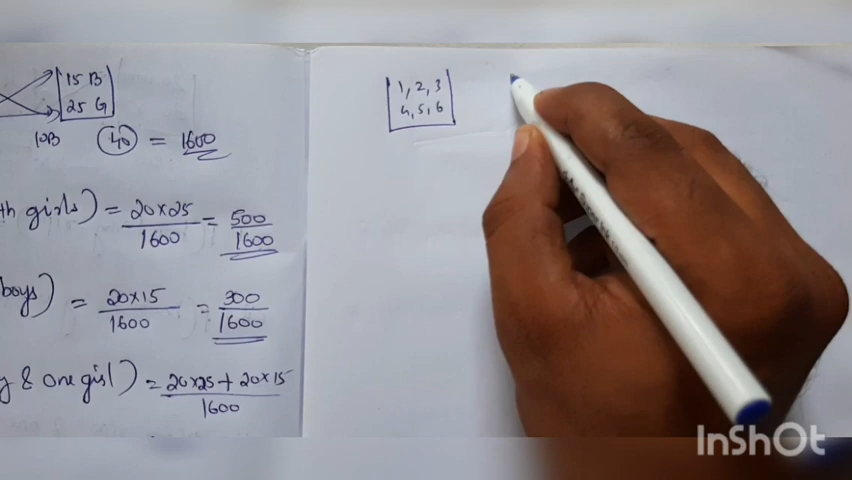 15 B
25 G
10B 40 = 1600
th girls) = 20×25/1600 = 500/1600
boys) = 20×15/1600 = 300/1600
y & one girl) = 20×25 + 20×15/1600
1, 2, 3
4, 5, 6
InShOt